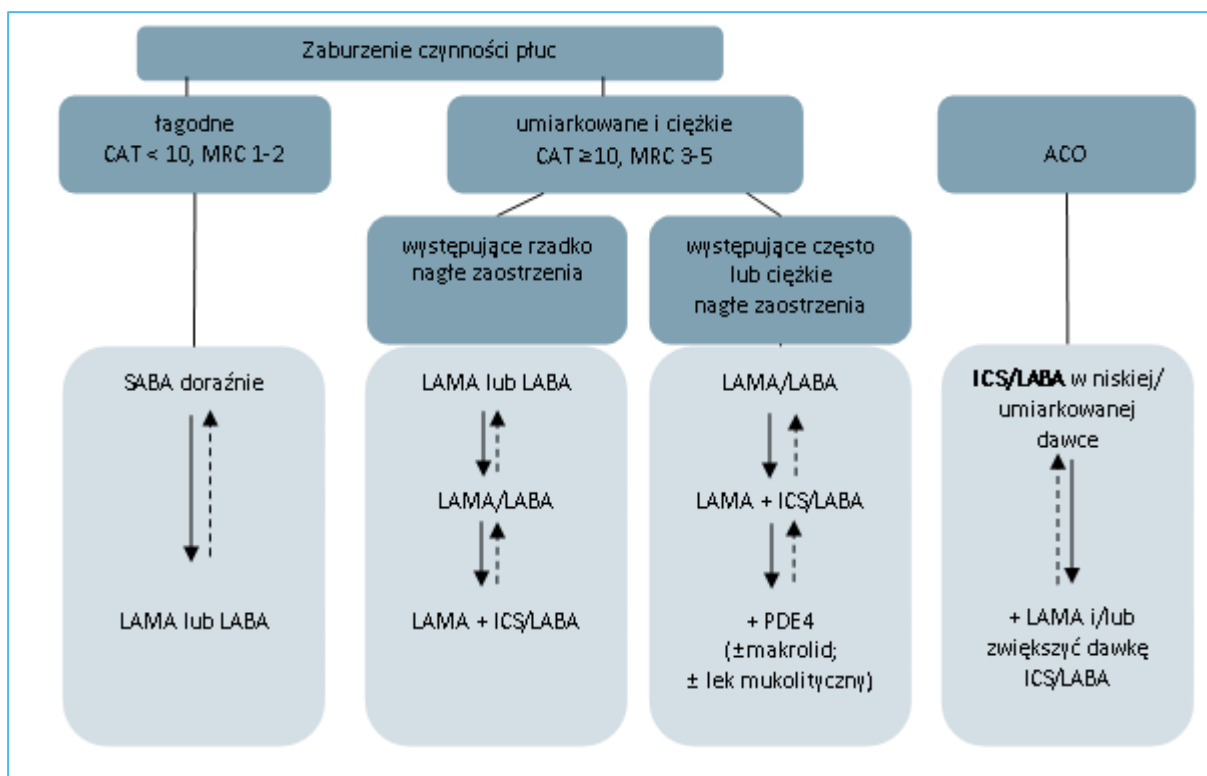 Zaburzenie czynności płuc
łagodne
CAT < 10, MRC 1-2
umiarkowane i ciężkie
CAT ≥10, MRC 3-5
ACO
występujące rzadko
nagłe zaostrzenia
występujące często
lub ciężkie
nagłe zaostrzenia
SABA doraźnie
LAMA lub LABA
LAMA lub LABA
LAMA/LABA
LAMA + ICS/LABA
LAMA/LABA
LAMA + ICS/LABA
+ PDE4
(±makrolid;
± lek mukolityczny)
ICS/LABA w niskiej/
umiarkowanej
dawce
+ LAMA i/lub
zwiększyć dawkę
ICS/LABA